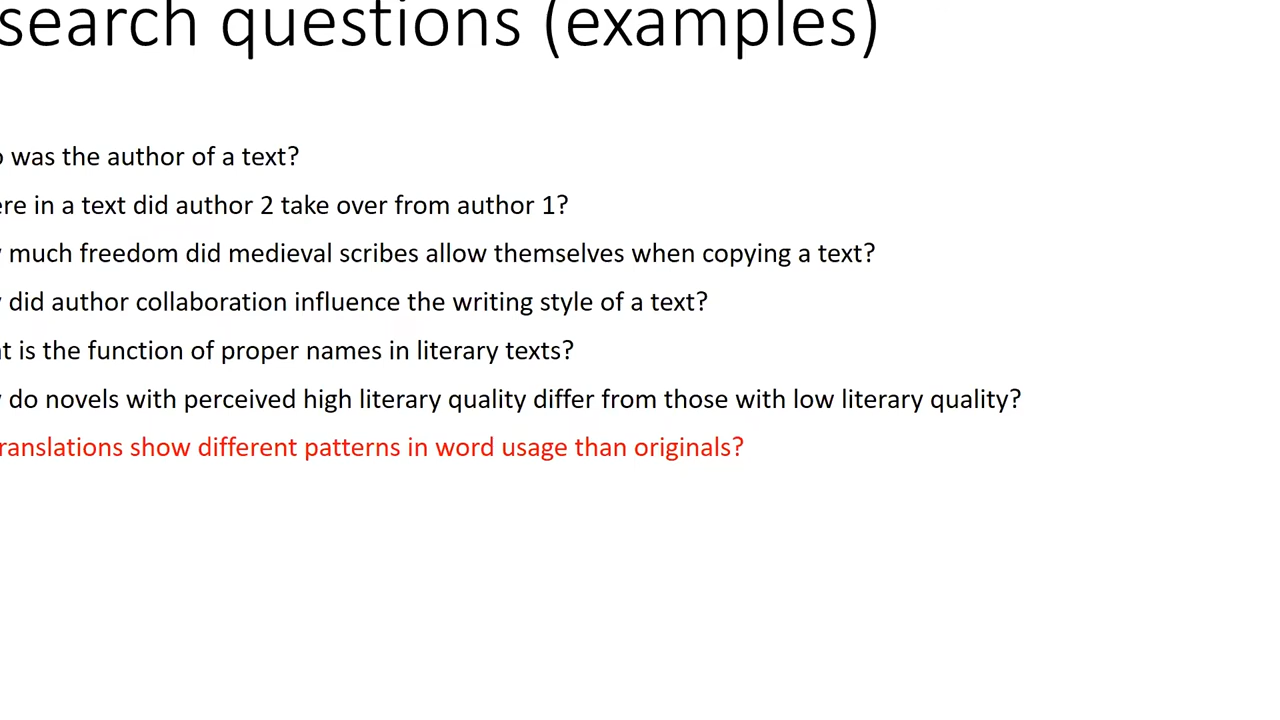 search questions (examples)
o was the author of a text?
ere in a text did author 2 take over from author 1?
much freedom did medieval scribes allow themselves when copying a text?
did author collaboration influence the writing style of a text?
t is the function of proper names in literary texts?
do novels with perceived high literary quality differ from those with low literary quality?
ranslations show different patterns in word usage than originals?